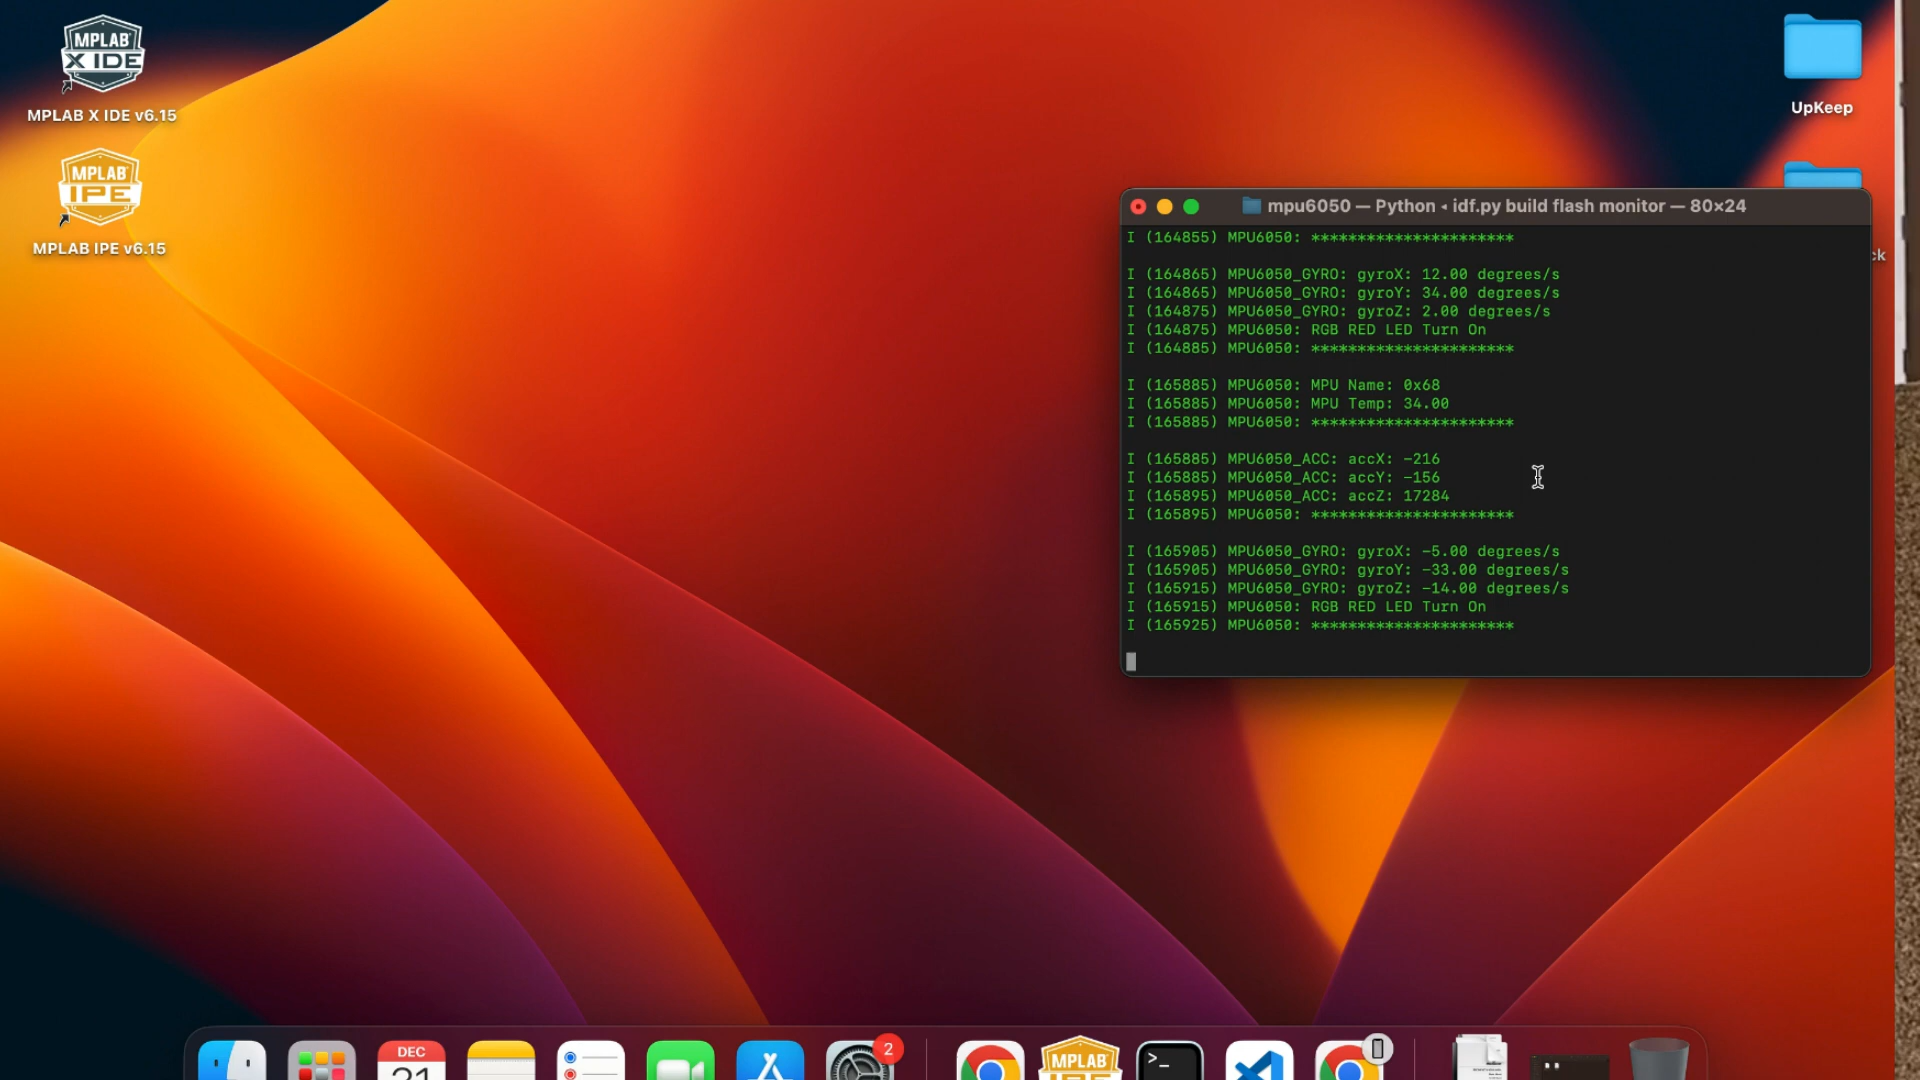 MPLAB
X IDE
MPLAB X IDE v6.15
MPLAB
IPE
MPLAB IPE v6.15
UpKeep
ck
mpu6050 — Python ◂ idf.py build flash monitor — 80×24
I (164855) MPU6050: **********************
I (164865) MPU6050_GYRO: gyroX: 12.00 degrees/s
I (164865) MPU6050_GYRO: gyroY: 34.00 degrees/s
I (164875) MPU6050_GYRO: gyroZ: 2.00 degrees/s
I (164875) MPU6050: RGB RED LED Turn On
I (164885) MPU6050: **********************
I (165885) MPU6050: MPU Name: 0x68
I (165885) MPU6050: MPU Temp: 34.00
I (165885) MPU6050: **********************
I (165885) MPU6050_ACC: accX: -216
I (165885) MPU6050_ACC: accY: -156
I (165895) MPU6050_ACC: accZ: 17284
I (165895) MPU6050: **********************
I (165905) MPU6050_GYRO: gyroX: -5.00 degrees/s
I (165905) MPU6050_GYRO: gyroY: -33.00 degrees/s
I (165915) MPU6050_GYRO: gyroZ: -14.00 degrees/s
I (165915) MPU6050: RGB RED LED Turn On
I (165925) MPU6050: **********************
DEC
21
2
MPLAB
IPE
>_